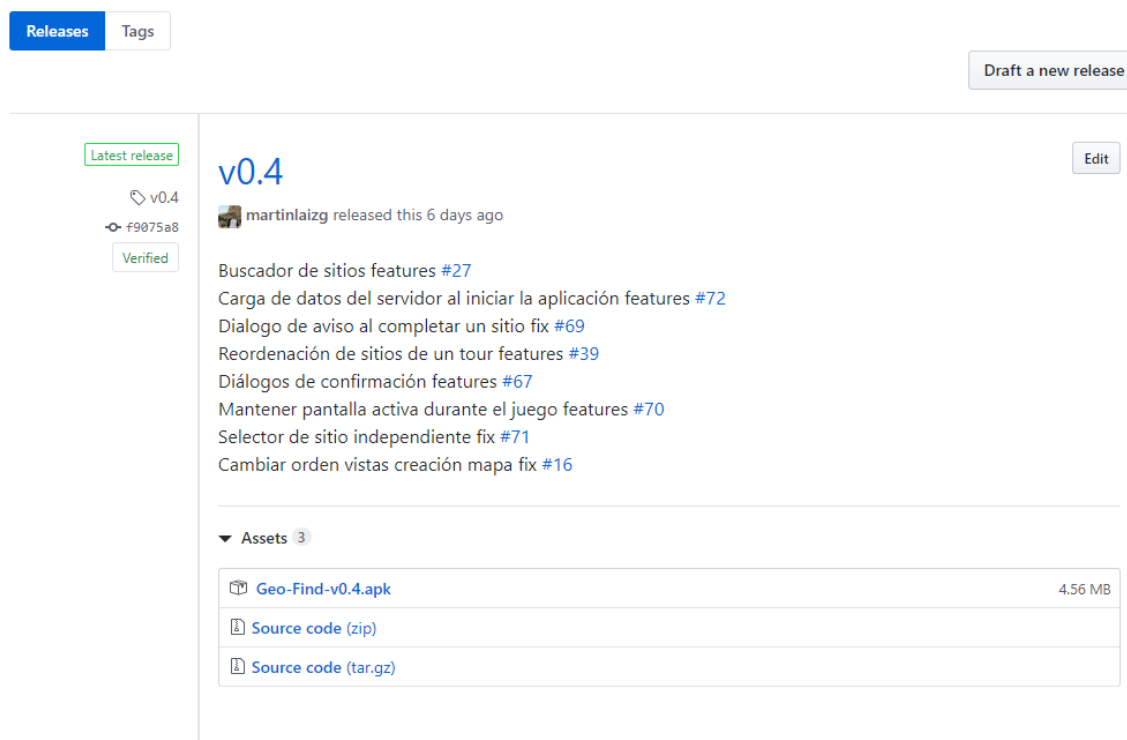 Releases Tags
Draft a new release
Latest release
v0.4
f9075a8
Verified
v0.4
Edit
martinlaizg released this 6 days ago
Buscador de sitios features #27
Carga de datos del servidor al iniciar la aplicación features #72
Dialogo de aviso al completar un sitio fix #69
Reordenación de sitios de un tour features #39
Diálogos de confirmación features #67
Mantener pantalla activa durante el juego features #70
Selector de sitio independiente fix #71
Cambiar orden vistas creación mapa fix #16
Assets 3
Geo-Find-v0.4.apk 4.56 MB
Source code (zip)
Source code (tar.gz)